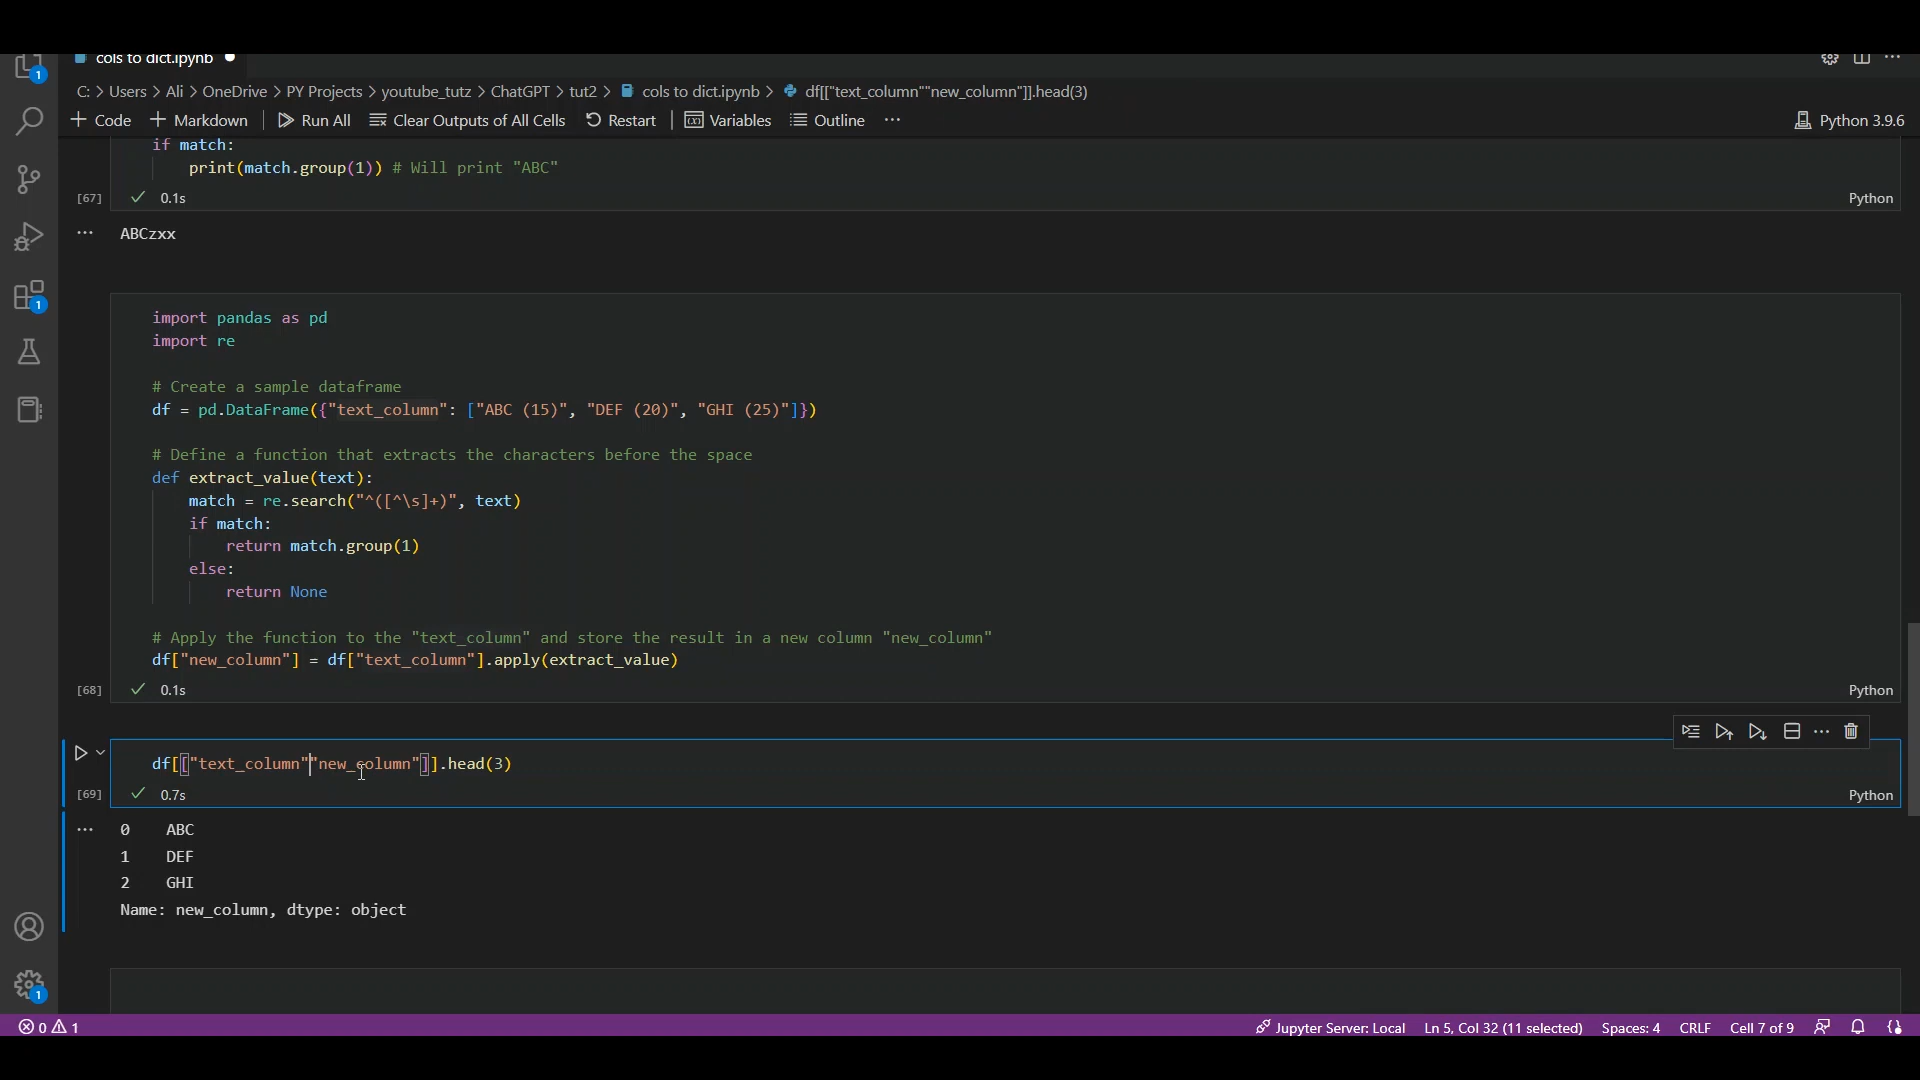 cols to dict.ipynb
C: > Users > Ali > OneDrive > PY Projects > youtube_tutz > ChatGPT > tut2 > cols to dict.ipynb > df[["text_column""new_column"]].head(3)
+ Code + Markdown Run All Clear Outputs of All Cells Restart Variables Outline ... Python 3.9.6
if match:
print(match.group(1)) # Will print "ABC"
[67] 0.1s Python
... ABCzxx
import pandas as pd
import re
# Create a sample dataframe
df = pd.DataFrame({"text_column": ["ABC (15)", "DEF (20)", "GHI (25)"]})
# Define a function that extracts the characters before the space
def extract_value(text):
match = re.search("^([^\s]+)", text)
if match:
return match.group(1)
else:
return None
# Apply the function to the "text_column" and store the result in a new column "new_column"
df["new_column"] = df["text_column"].apply(extract_value)
[68] 0.1s Python
df[["text_column""new_column"]].head(3)
[69] 0.7s Python
... 0 ABC
1 DEF
2 GHI
Name: new_column, dtype: object
0 1 Jupyter Server: Local Ln 5, Col 32 (11 selected) Spaces: 4 CRLF Cell 7 of 9
1
1
1